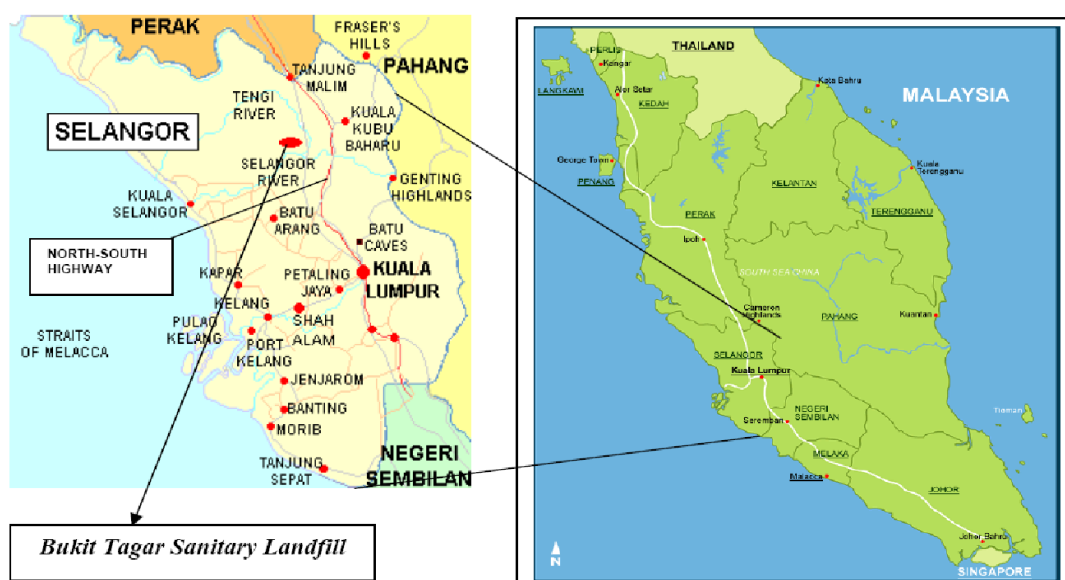 PERAK
FRASER'S
HILLS
PAHANG
TANJUNG
MALIM
TENGI
RIVER
KUALA
KUBU
BAHARU
SELANGOR
SELANGOR
RIVER
GENTING
HIGHLANDS
KUALA
SELANGOR
BATU
ARANG
BATU
CAVES
NORTH-SOUTH
HIGHWAY
KAPAR
PETALING
JAYA
KUALA
LUMPUR
KELANG
PULAO
KELANG
SHAH
ALAM
STRAITS
OF MELACCA
PORT
KELANG
JENJAROM
BANTING
MORIB
TANJUNG
SEPAT
NEGERI
SEMBILAN
Bukit Tagar Sanitary Landfill
THAILAND
PERLIS
Kangar
LANGKAWI
Alor Setar
KEDAH
Kota Bahru
MALAYSIA
George Town
PENANG
Kuala
Terengganu
KELANTAN
TERENGGANU
PERAK
Ipoh
SOUTH SEA CHINA
Cameron
Highlands
PAHANG
Kuantan
SELANGOR
Kuala Lumpur
NEGERI
SEMBILAN
Seremban
Tioman
MELAKA
Malacca
JOHOR
Johor Bahru
N
SINGAPORE